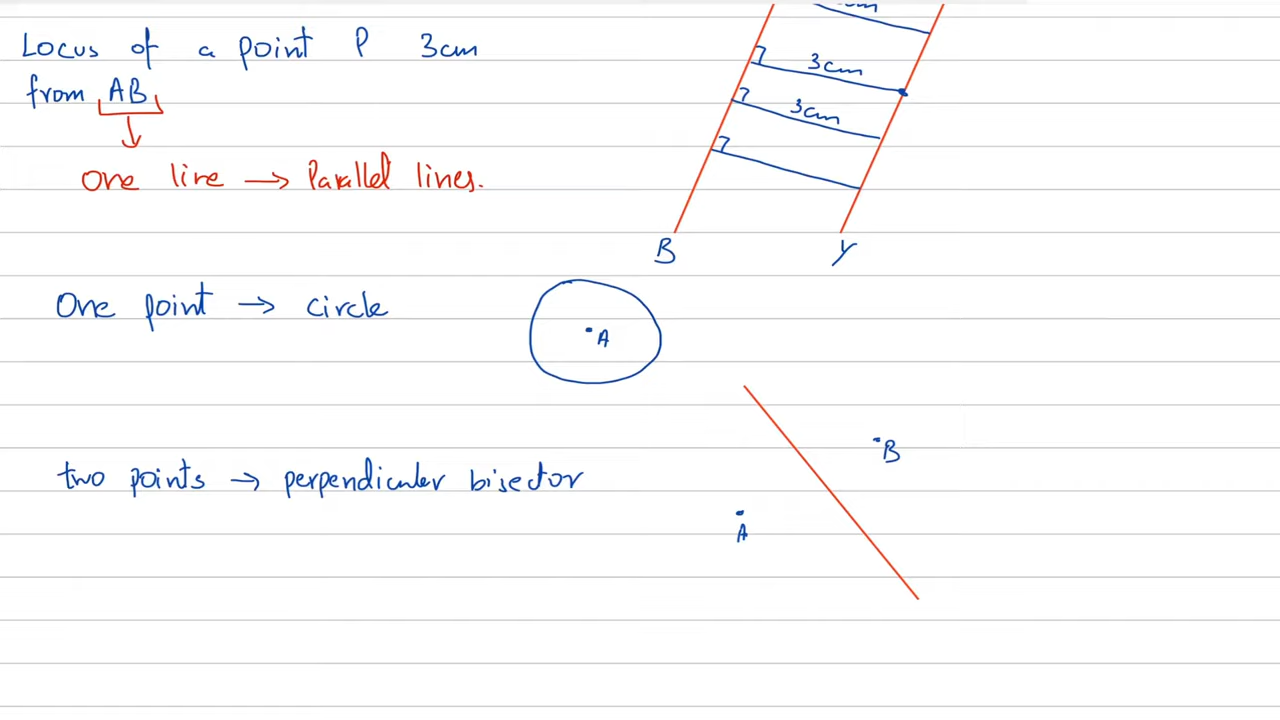 Locus of a point P 3cm
from AB
One line → Parallel lines.
cm
3cm
3cm
B
Y
One point → circle
A
two points → perpendicular bisector
B
A